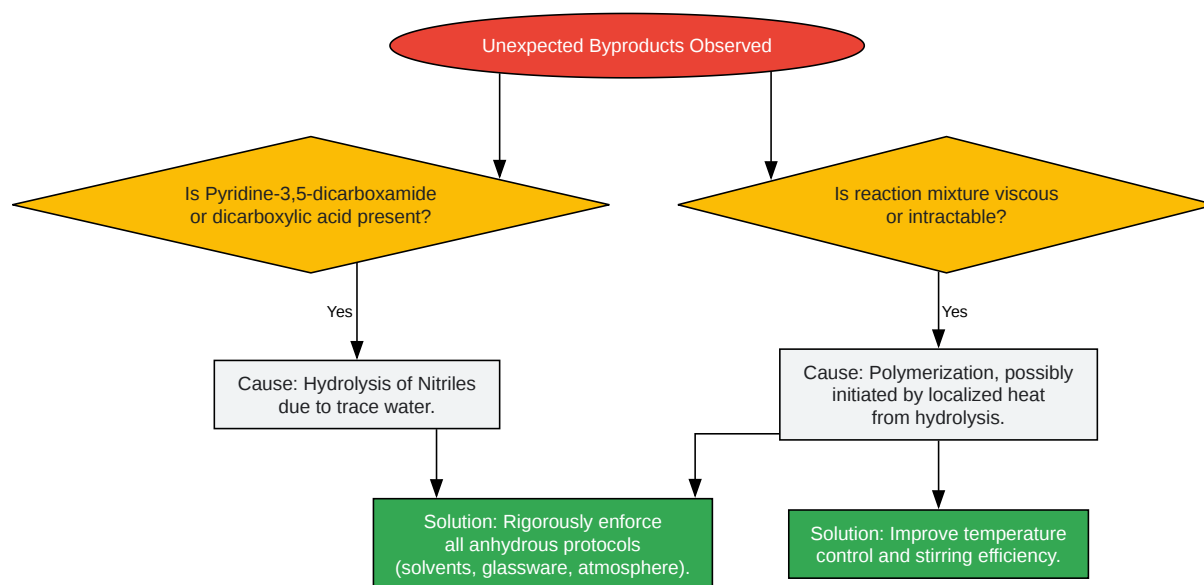 Unexpected Byproducts Observed
Is Pyridine-3,5-dicarboxamide
or dicarboxylic acid present?
Is reaction mixture viscous
or intractable?
Yes
Yes
Cause: Hydrolysis of Nitriles
due to trace water.
Cause: Polymerization, possibly
initiated by localized heat
from hydrolysis.
Solution: Rigorously enforce
all anhydrous protocols
(solvents, glassware, atmosphere).
Solution: Improve temperature
control and stirring efficiency.